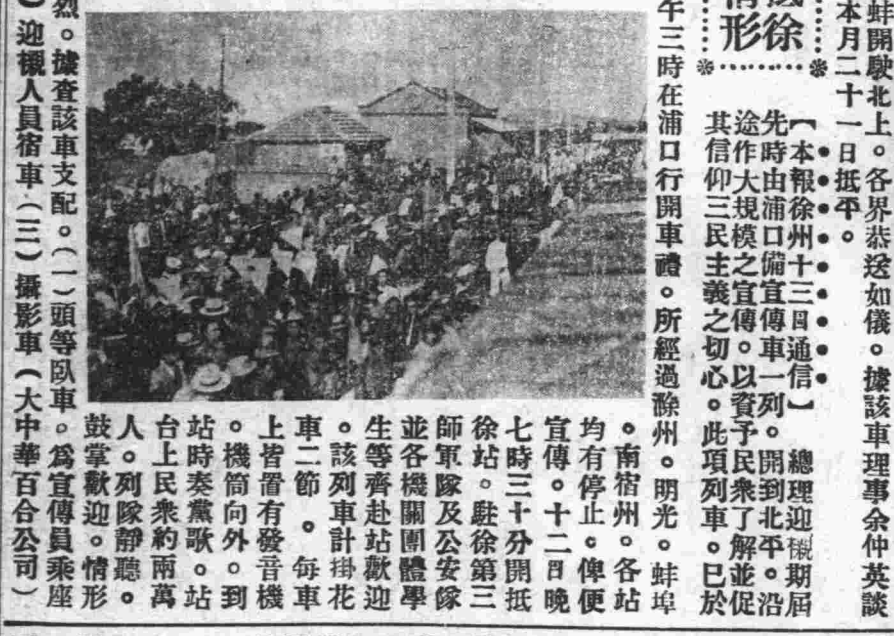 蚌開駛北上。各界恭送如儀。據該車理事余仲英談
本月二十一日抵平。
徐
情形
【本報徐州十三日通信】　總理迎櫬期屆
先時由浦口備宣傳車一列。開到北平。沿
途作大規模之宣傳。以資予民衆了解並促
其信仰三民主義之切心。此項列車。已於
午三時在浦口行開車禮。所經過滁州。明光。蚌埠
。南宿州。各站
均有停止。俾便
宣傳。十二日晚
七時三十分開抵
徐站。駐徐第三
師軍隊及公安隊
並各機關團體學
生等齊赴站歡迎
。該列車計掛花
車二節。每車
上皆置有發音機
。機筒向外。到
站時奏黨歌。站
台上民衆約兩萬
人。列隊靜聽。
鼓掌歡迎。情形
烈。據查該車支配。(一)頭等臥車。爲宣傳員乘座
)迎櫬人員宿車(三)攝影車(大中華百合公司)